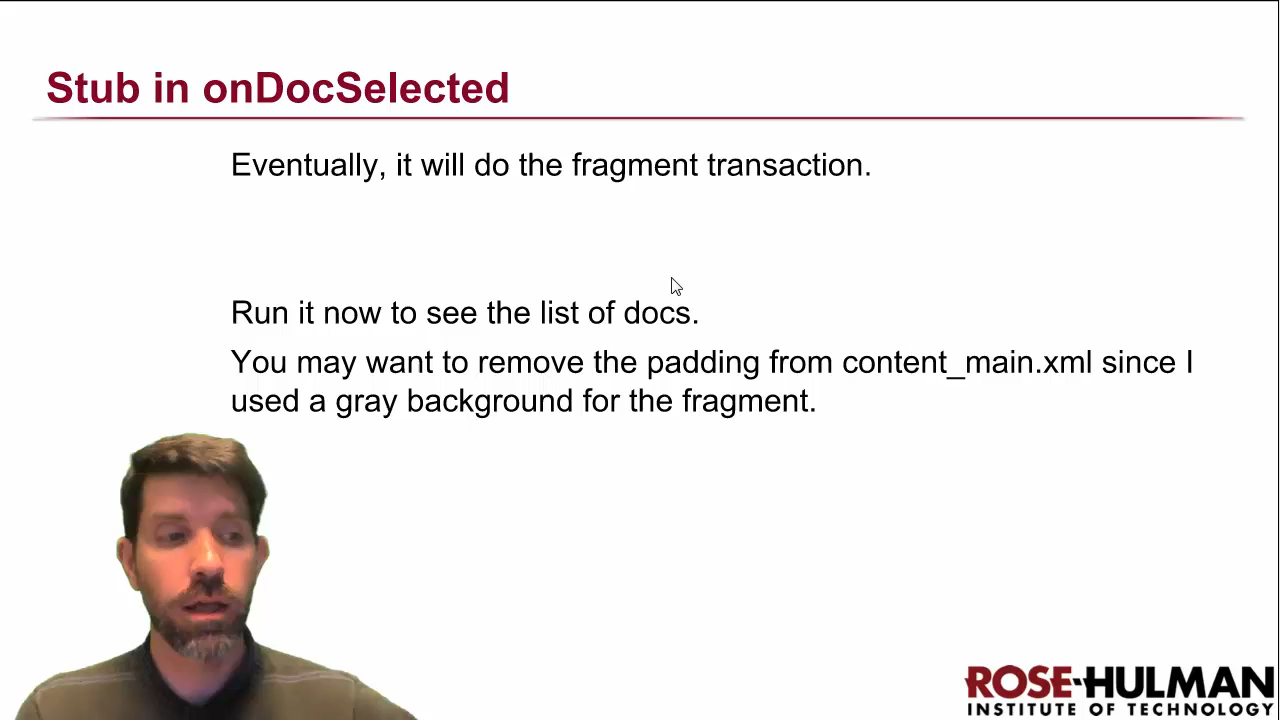 Stub in onDocSelected
Eventually, it will do the fragment transaction.
Run it now to see the list of docs.
You may want to remove the padding from content_main.xml since I
used a gray background for the fragment.
ROSE-HULMAN
INSTITUTE OF TECHNOLOGY